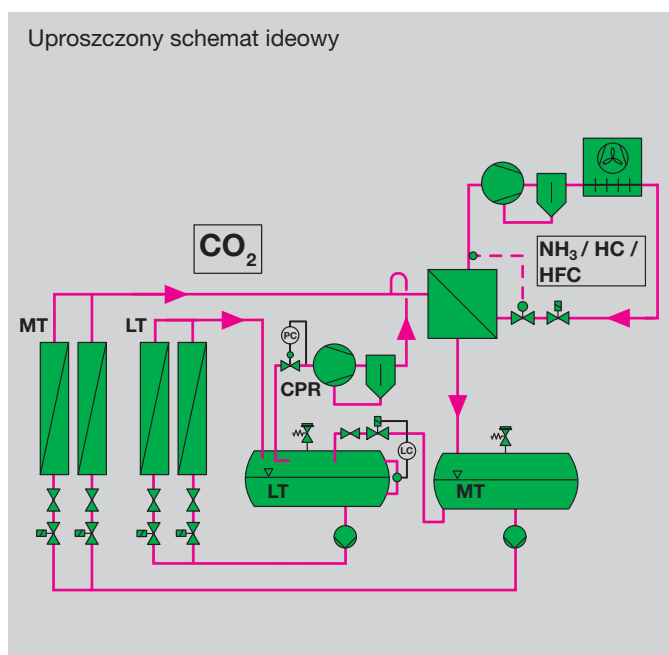 Uproszczony schemat ideowy
CO2
NH3 / HC /
HFC
MT
LT
PC
CPR
LC
LT
MT